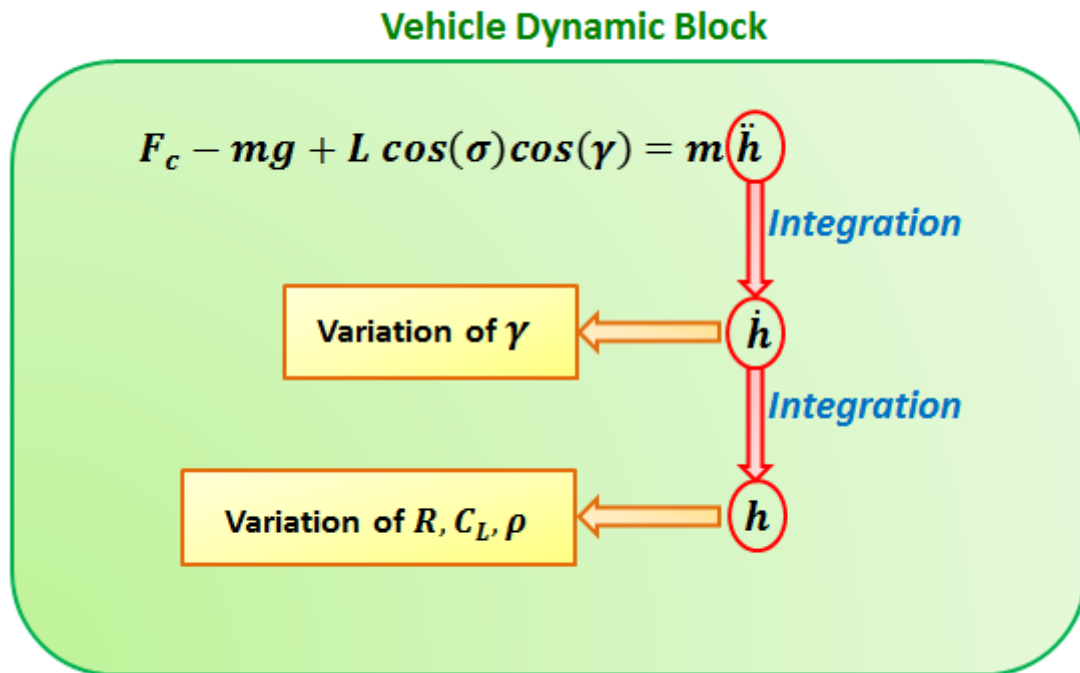 Vehicle Dynamic Block
F_c − mg + L cos(σ)cos(γ) = m ḧ
Integration
Variation of γ
ḣ
Integration
Variation of R, C_L, ρ
h